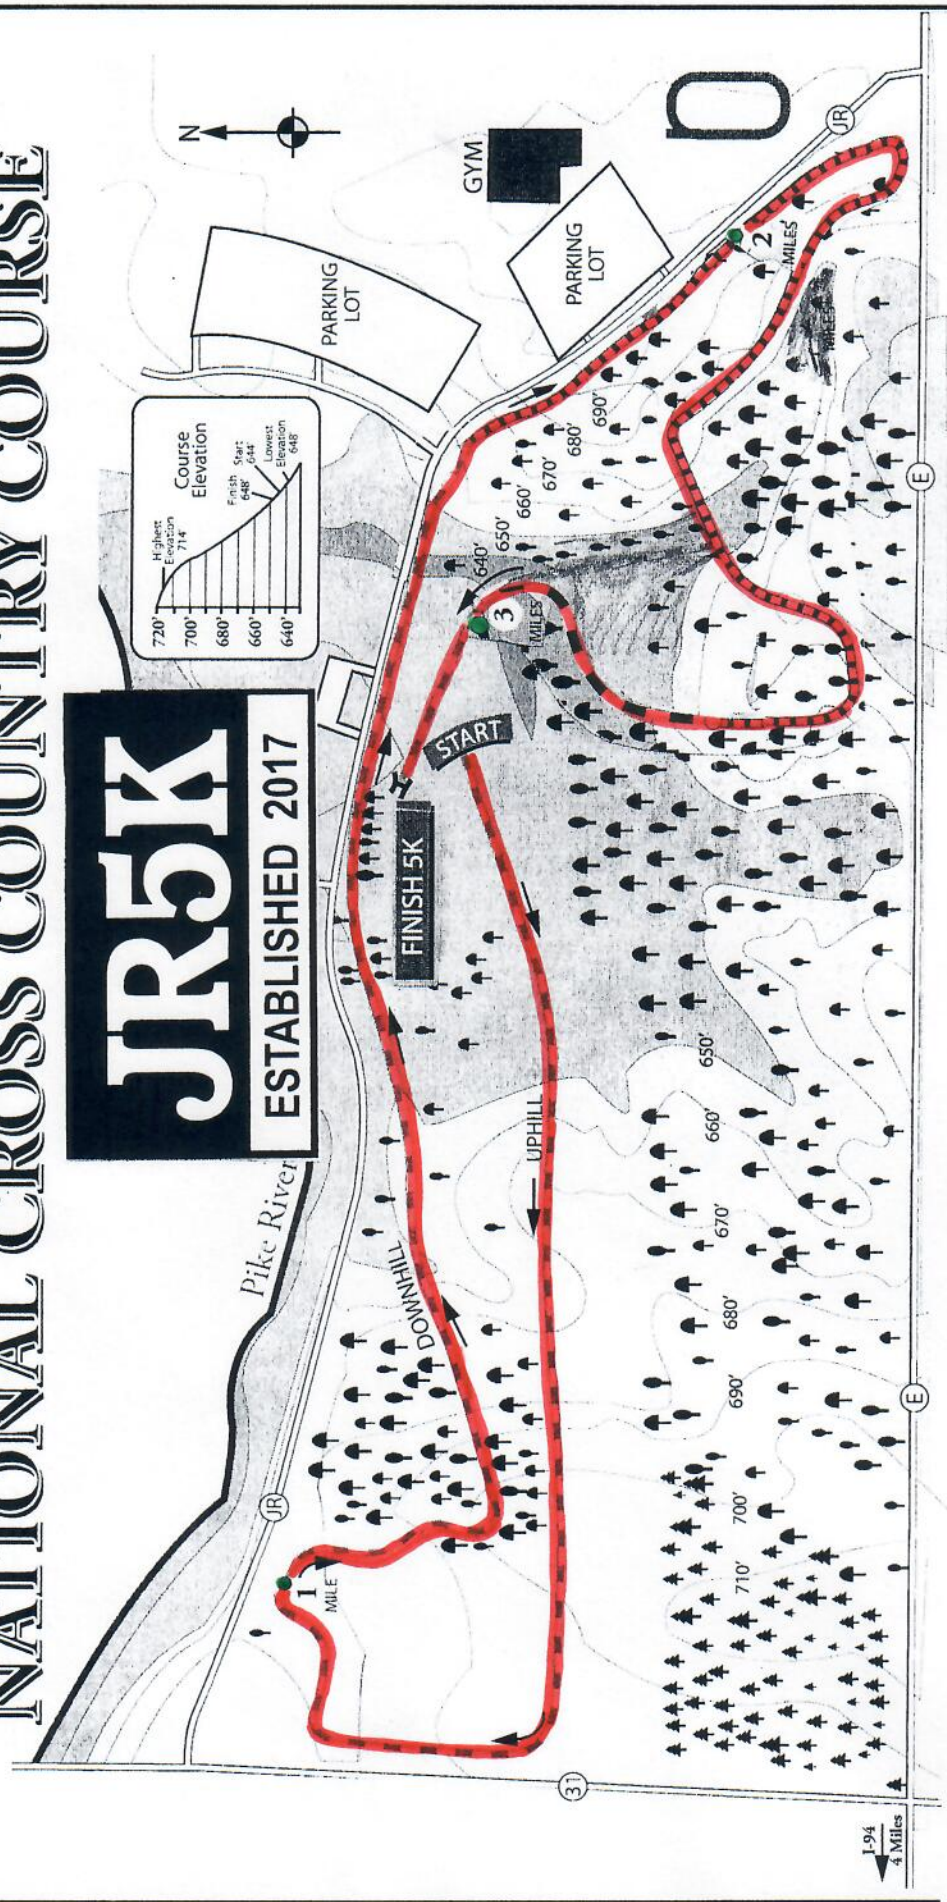 NATIONAL CROSS COUNTRY COURSE
JR5K
ESTABLISHED 2017
Pike River
Course
Elevation
Highest
Elevation
714'
Finish
648'
Start
644'
Lowest
Elevation
648'
720'
700'
680'
660'
640'
N
PARKING
LOT
GYM
PARKING
LOT
JR
JR
1
MILE
DOWNHILL
UPHILL
START
FINISH 5K
3
MILES
2
MILES
MILES
640'
650'
660'
670'
680'
690'
650'
660'
670'
680'
690'
700'
710'
31
E
E
I-94
4 Miles